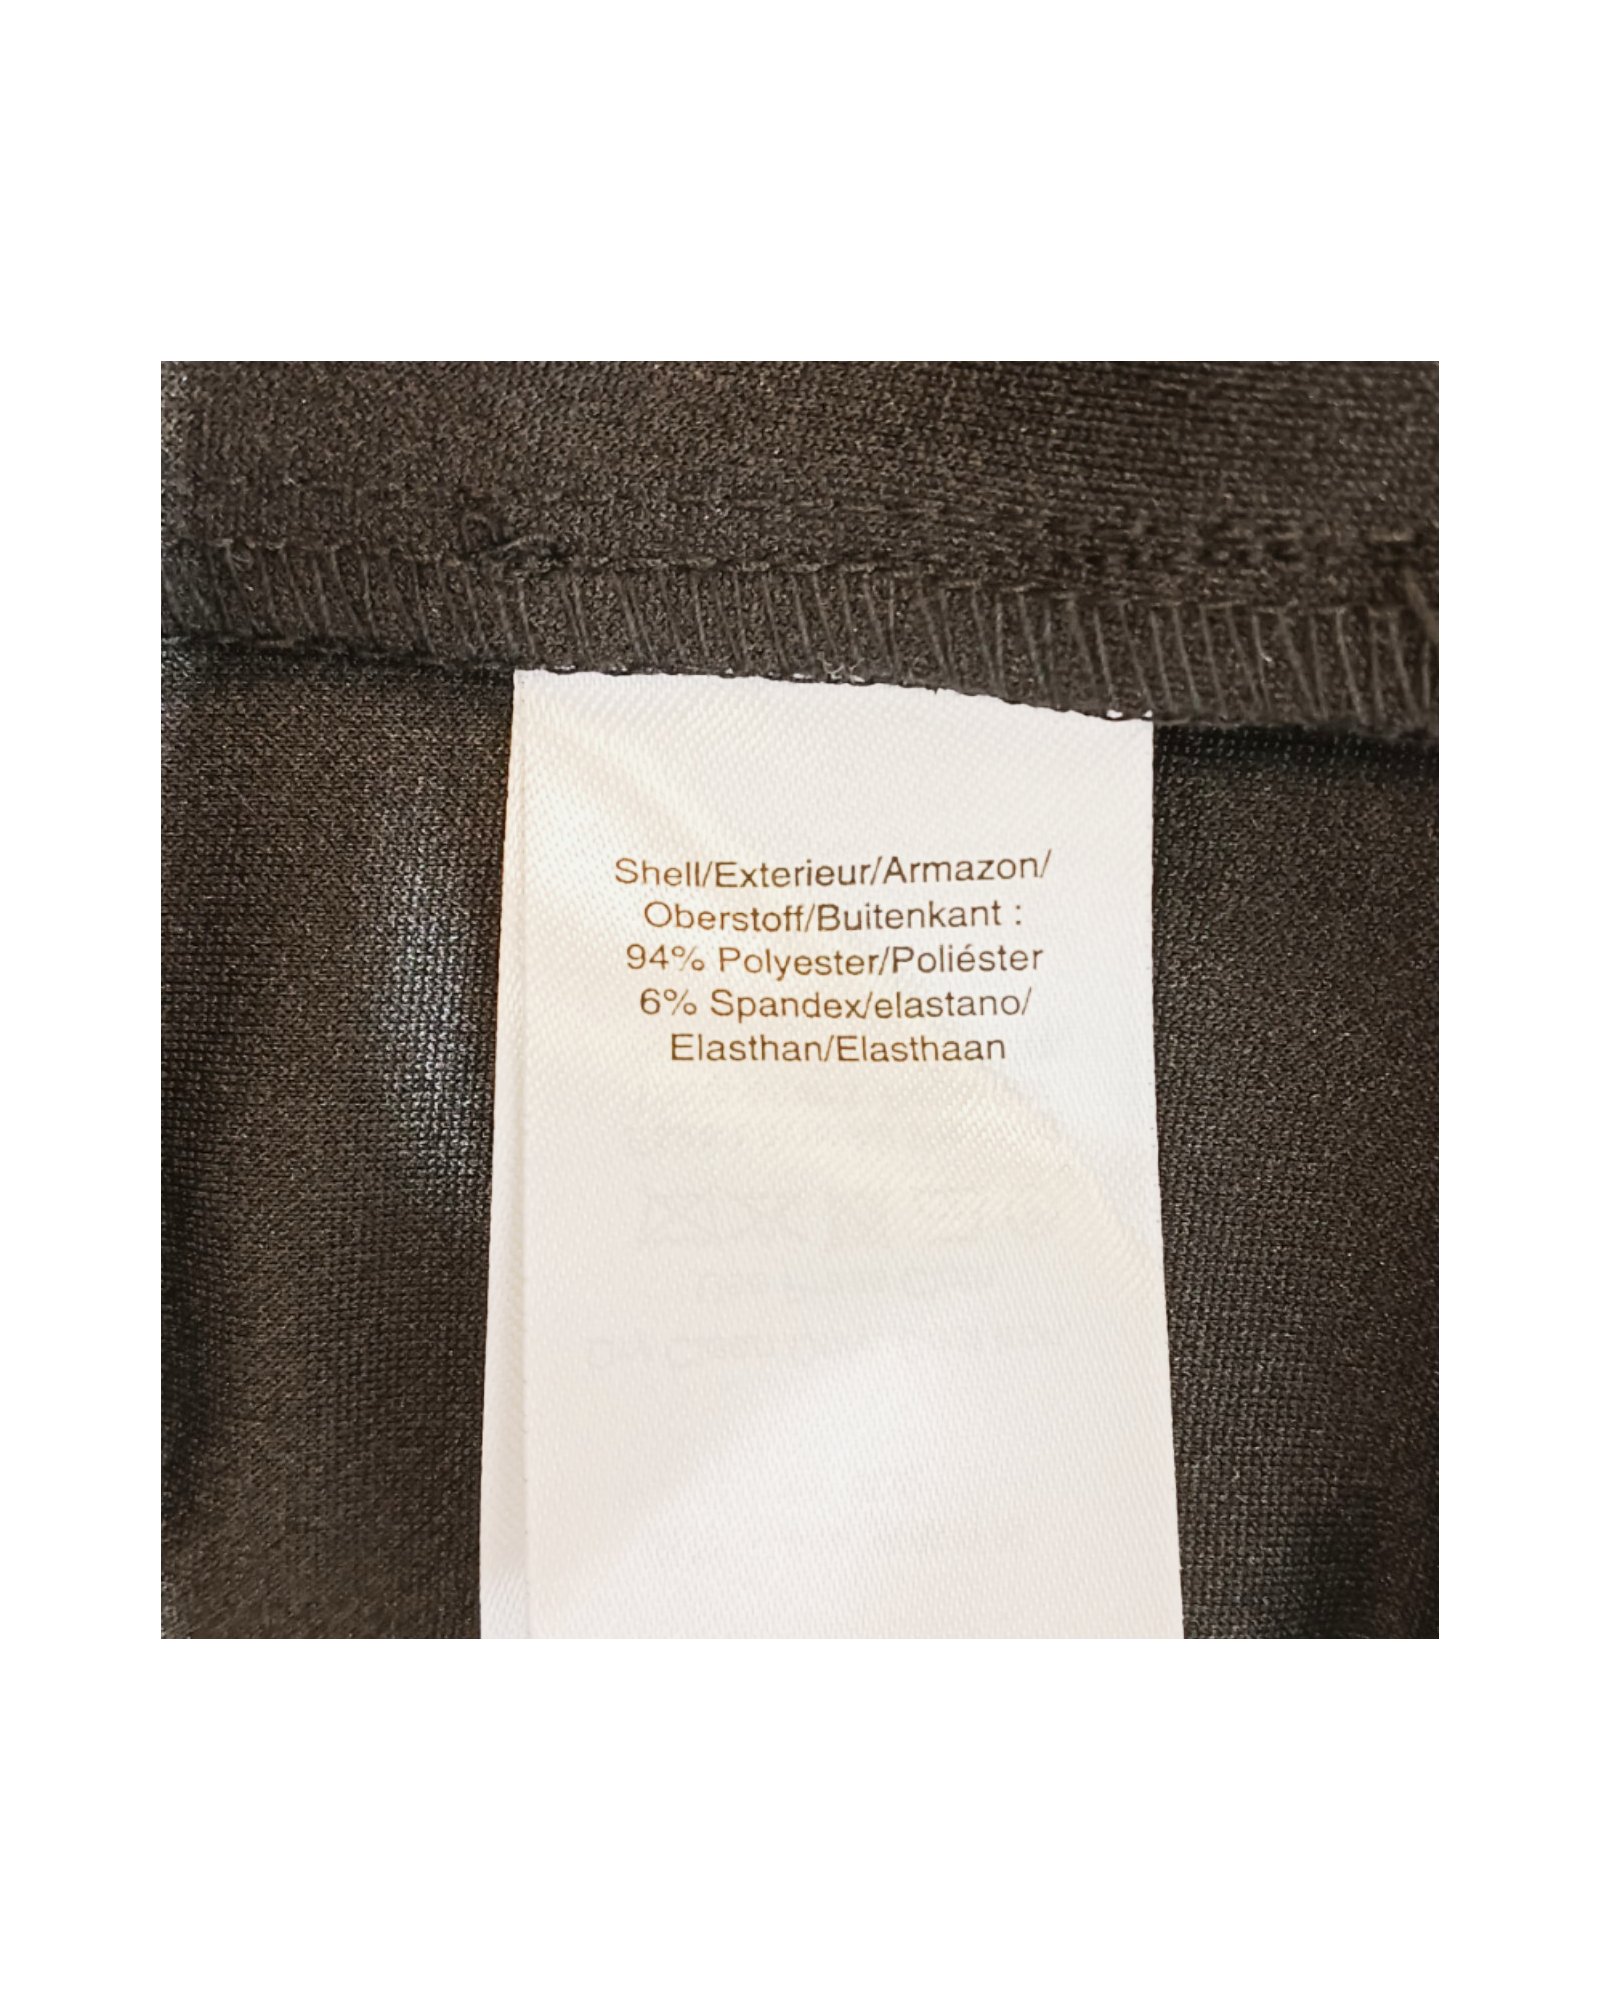 Shell/Exterieur/Armazon/
Oberstoff/Buitenkant :
94% Polyester/Poliéster
6% Spandex/elastano/
Elasthan/Elasthaan